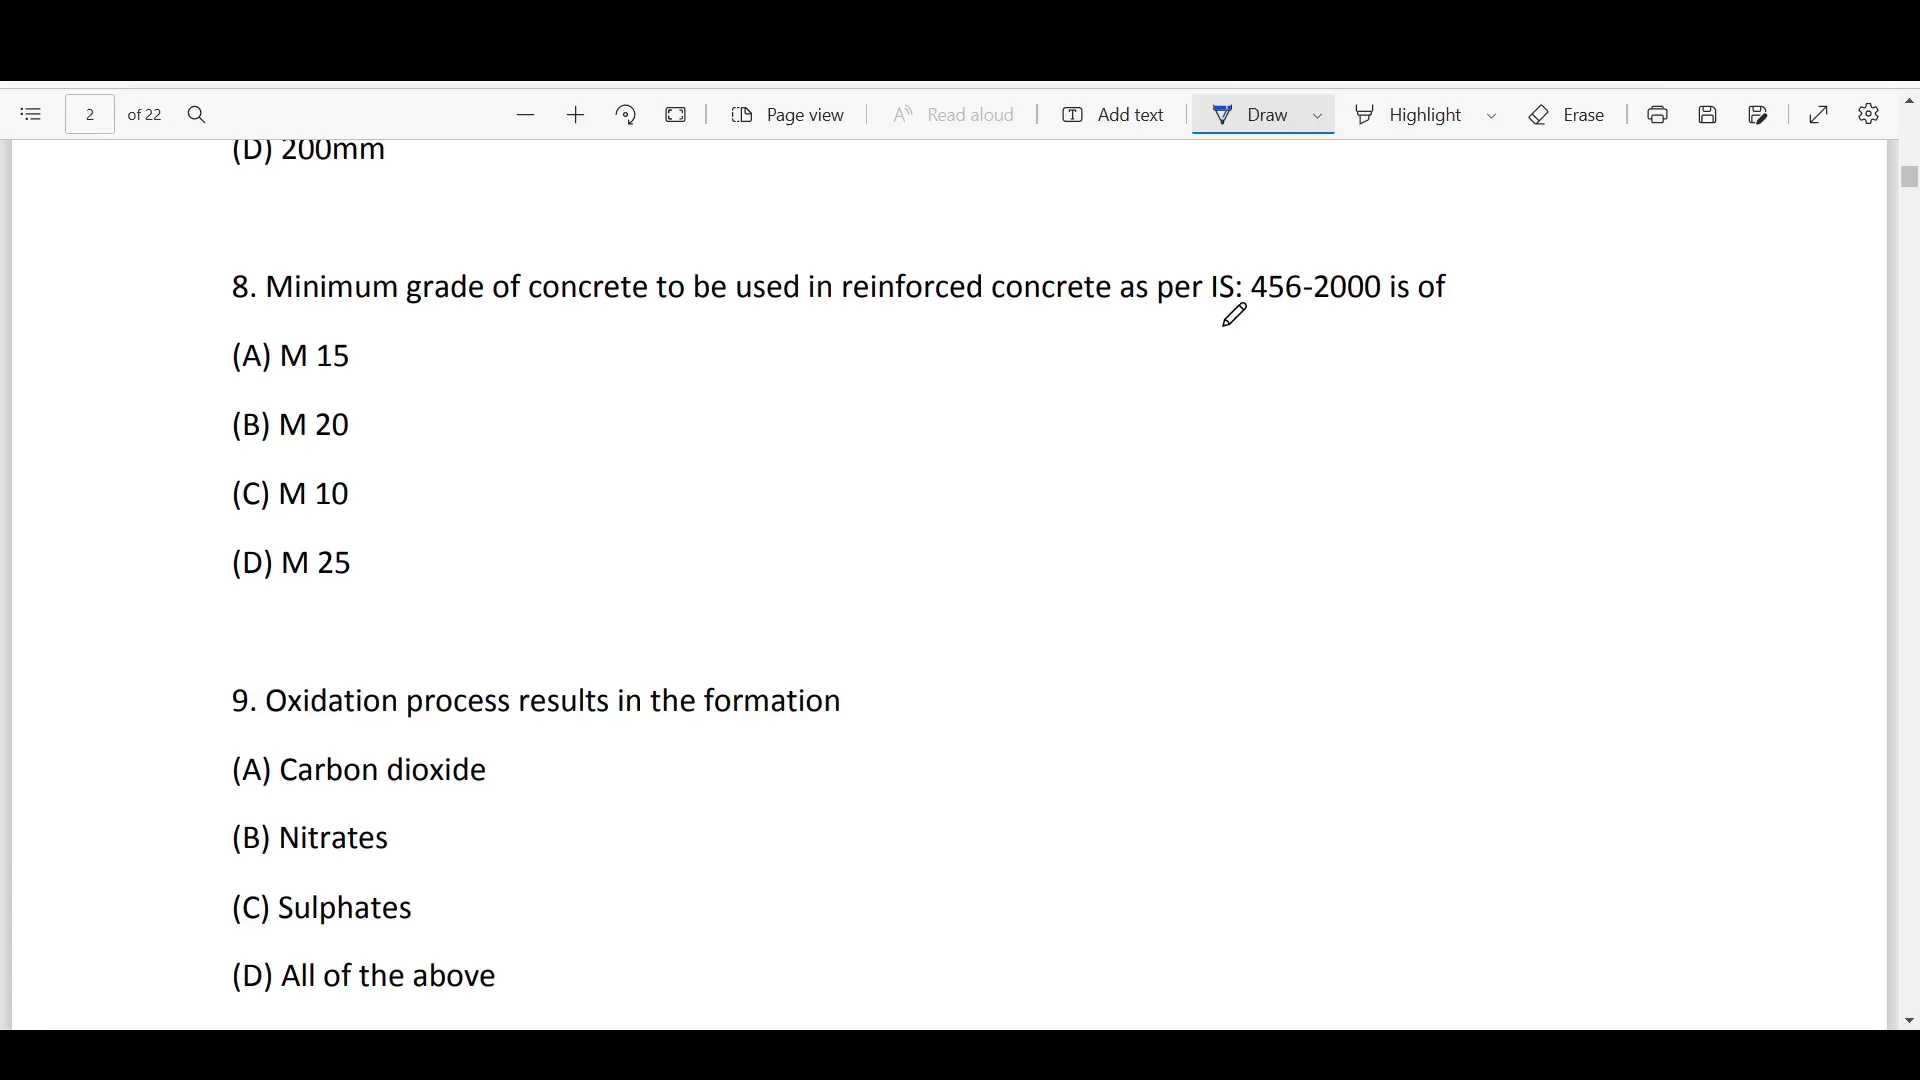 2 of 22 Page view Read aloud Add text Draw Highlight Erase
(D) 200mm
8. Minimum grade of concrete to be used in reinforced concrete as per IS: 456-2000 is of
(A) M 15
(B) M 20
(C) M 10
(D) M 25
9. Oxidation process results in the formation
(A) Carbon dioxide
(B) Nitrates
(C) Sulphates
(D) All of the above